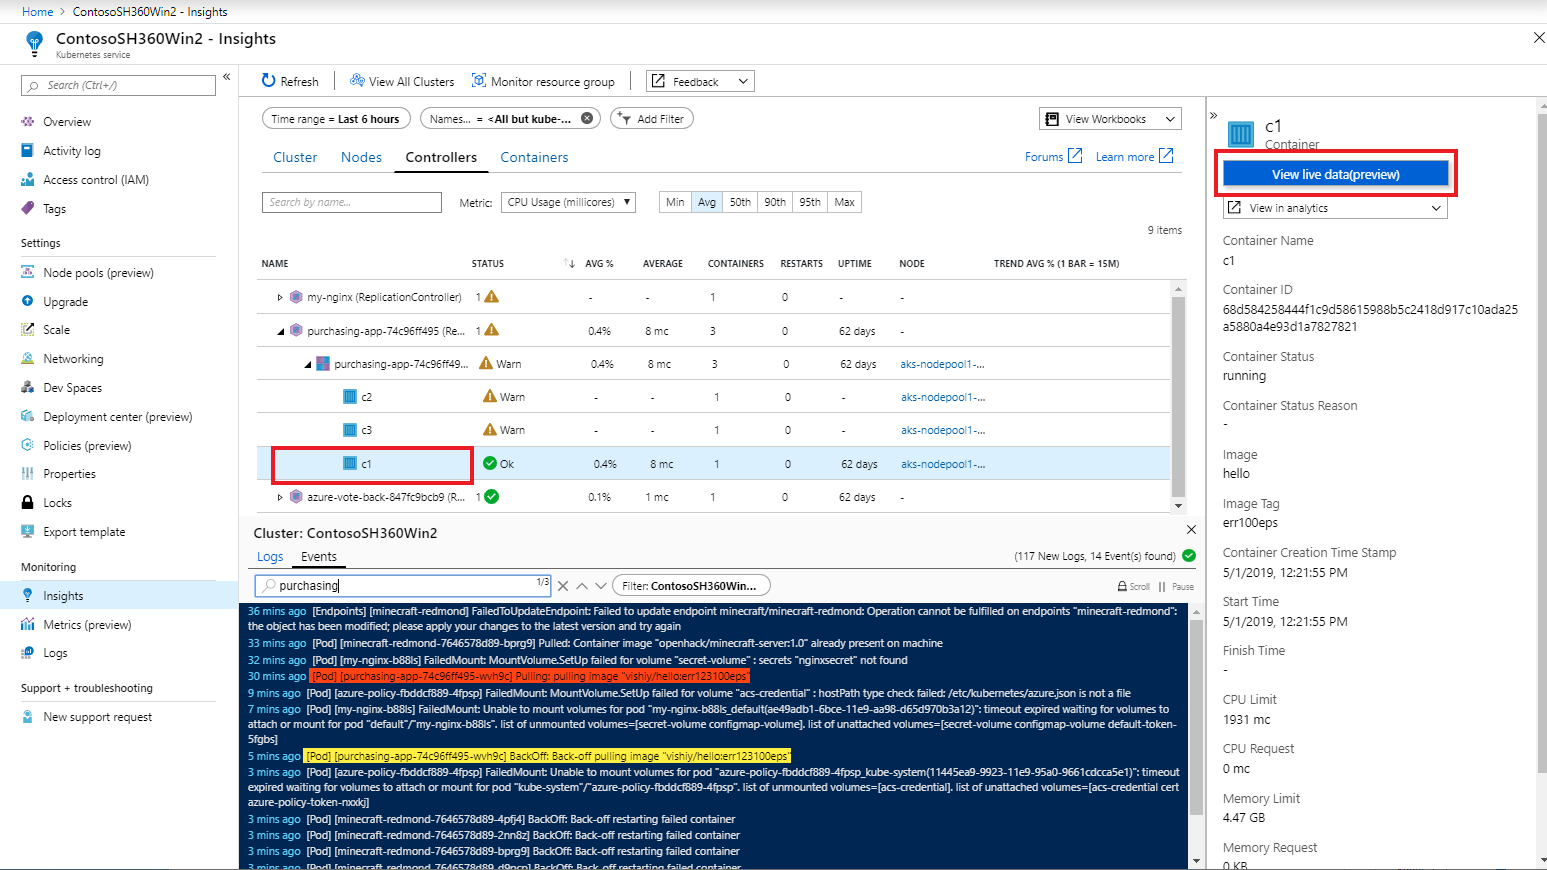 Home > ContosoSH360Win2 - Insights
ContosoSH360Win2 - Insights
Kubernetes service
Search (Ctrl+/)
Overview
Activity log
Access control (IAM)
Tags
Settings
Node pools (preview)
Upgrade
Scale
Networking
Dev Spaces
Deployment center (preview)
Policies (preview)
Properties
Locks
Export template
Monitoring
Insights
Metrics (preview)
Logs
Support + troubleshooting
New support request
Refresh
View All Clusters
Monitor resource group
Feedback
Time range = Last 6 hours
Names... = <All but kube-...
Add Filter
View Workbooks
Cluster Nodes Controllers Containers
Forums
Learn more
Search by name...
Metric: CPU Usage (millicores)
Min Avg 50th 90th 95th Max
9 items
NAME STATUS AVG % AVERAGE CONTAINERS RESTARTS UPTIME NODE TREND AVG % (1 BAR = 15M)
my-nginx (ReplicationController) 1 - - 1 0 - -
purchasing-app-74c96ff495 (Re... 1 0.4% 8 mc 3 0 62 days -
purchasing-app-74c96ff49... Warn 0.4% 8 mc 3 0 62 days aks-nodepool1-...
c2 Warn - - 1 0 - aks-nodepool1-...
c3 Warn - - 1 0 - aks-nodepool1-...
c1 Ok 0.4% 8 mc 1 0 62 days aks-nodepool1-...
azure-vote-back-847fc9bcb9 (R... 1 0.1% 1 mc 1 0 62 days -
Cluster: ContosoSH360Win2
Logs Events
(117 New Logs, 14 Event(s) found)
purchasing 1/3
Filter: ContosoSH360Win...
Scroll Pause
36 mins ago [Endpoints] [minecraft-redmond] FailedToUpdateEndpoint: Failed to update endpoint minecraft/minecraft-redmond: Operation cannot be fulfilled on endpoints "minecraft-redmond":
the object has been modified; please apply your changes to the latest version and try again
33 mins ago [Pod] [minecraft-redmond-7646578d89-bprg9] Pulled: Container image "openhack/minecraft-server:1.0" already present on machine
32 mins ago [Pod] [my-nginx-b88ls] FailedMount: MountVolume.SetUp failed for volume "secret-volume" : secrets "nginxsecret" not found
30 mins ago [Pod] [purchasing-app-74c96ff495-wvh9c] Pulling: pulling image "vishiy/hello:err123100eps"
9 mins ago [Pod] [azure-policy-fbddcf889-4fpsp] FailedMount: MountVolume.SetUp failed for volume "acs-credential" : hostPath type check failed: /etc/kubernetes/azure.json is not a file
7 mins ago [Pod] [my-nginx-b88ls] FailedMount: Unable to mount volumes for pod "my-nginx-b88ls_default(ae49adb1-6bce-11e9-aa98-d65d970b3a12)": timeout expired waiting for volumes to
attach or mount for pod "default"/"my-nginx-b88ls". list of unmounted volumes=[secret-volume configmap-volume]. list of unattached volumes=[secret-volume configmap-volume default-token-
5fgbs]
5 mins ago [Pod] [purchasing-app-74c96ff495-wvh9c] BackOff: Back-off pulling image "vishiy/hello:err123100eps"
3 mins ago [Pod] [azure-policy-fbddcf889-4fpsp] FailedMount: Unable to mount volumes for pod "azure-policy-fbddcf889-4fpsp_kube-system(11445ea9-9923-11e9-95a0-9661cdcca5e1)": timeout
expired waiting for volumes to attach or mount for pod "kube-system"/"azure-policy-fbddcf889-4fpsp". list of unmounted volumes=[acs-credential]. list of unattached volumes=[acs-credential cert
azure-policy-token-nxxkj]
3 mins ago [Pod] [minecraft-redmond-7646578d89-4pfj4] BackOff: Back-off restarting failed container
3 mins ago [Pod] [minecraft-redmond-7646578d89-2nn8z] BackOff: Back-off restarting failed container
3 mins ago [Pod] [minecraft-redmond-7646578d89-bprg9] BackOff: Back-off restarting failed container
3 mins ago [Pod] [minecraft-redmond-7646578d89-d9pcp] BackOff: Back-off restarting failed container
c1
Container
View live data(preview)
View in analytics
Container Name
c1
Container ID
68d584258444f1c9d58615988b5c2418d917c10ada25
a5880a4e93d1a7827821
Container Status
running
Container Status Reason
-
Image
hello
Image Tag
err100eps
Container Creation Time Stamp
5/1/2019, 12:21:55 PM
Start Time
5/1/2019, 12:21:55 PM
Finish Time
-
CPU Limit
1931 mc
CPU Request
0 mc
Memory Limit
4.47 GB
Memory Request
0 KB